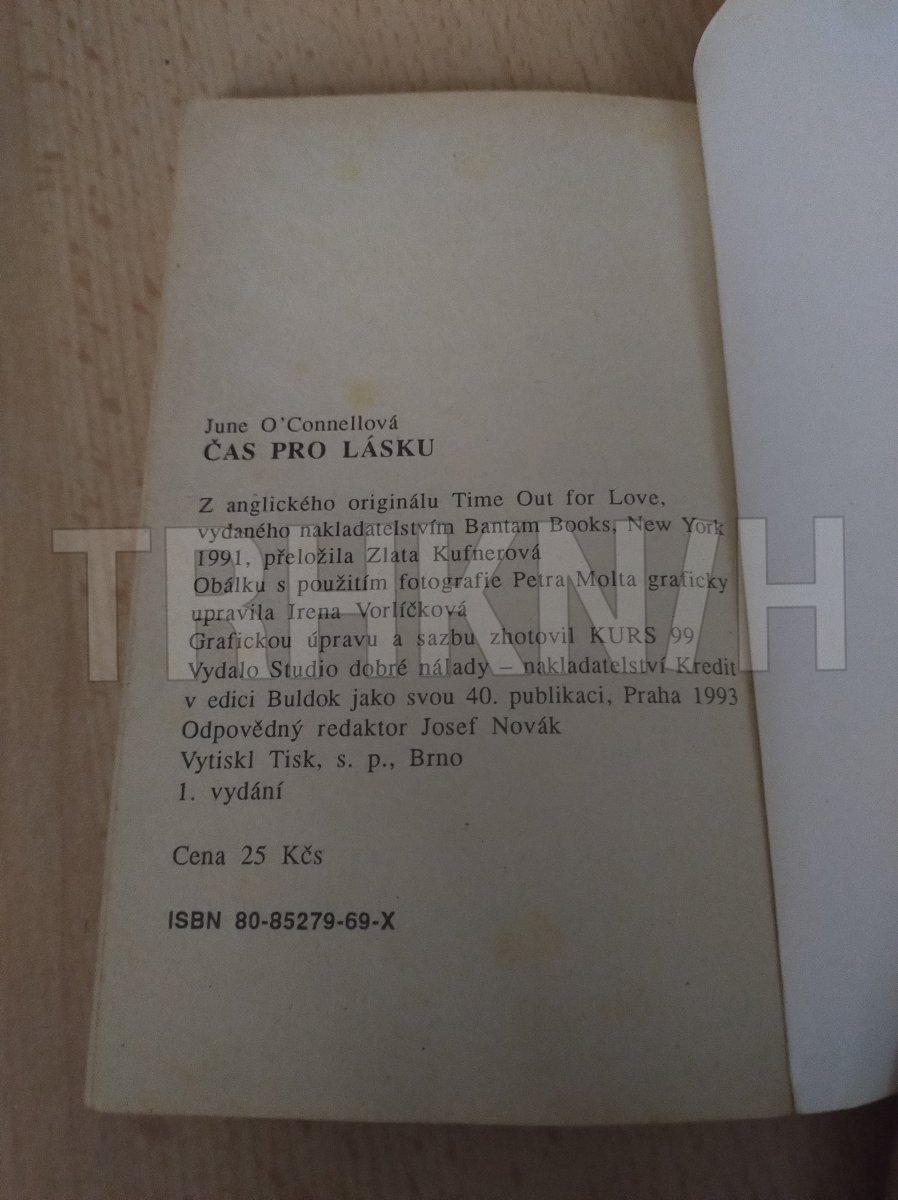 June O'Connellová
ČAS PRO LÁSKU
Z anglického originálu Time Out for Love,
vydaného nakladatelstvím Bantam Books, New York
1991, přeložila Zlata Kufnerová
Obálku s použitím fotografie Petra Molta graficky
upravila Irena Vorlíčková
Grafickou úpravu a sazbu zhotovil KURS 99
Vydalo Studio dobré nálady – nakladatelství Kredit
v edici Buldok jako svou 40. publikaci, Praha 1993
Odpovědný redaktor Josef Novák
Vytiskl Tisk, s. p., Brno
1. vydání
Cena 25 Kčs
ISBN 80-85279-69-X
TRHKNIH